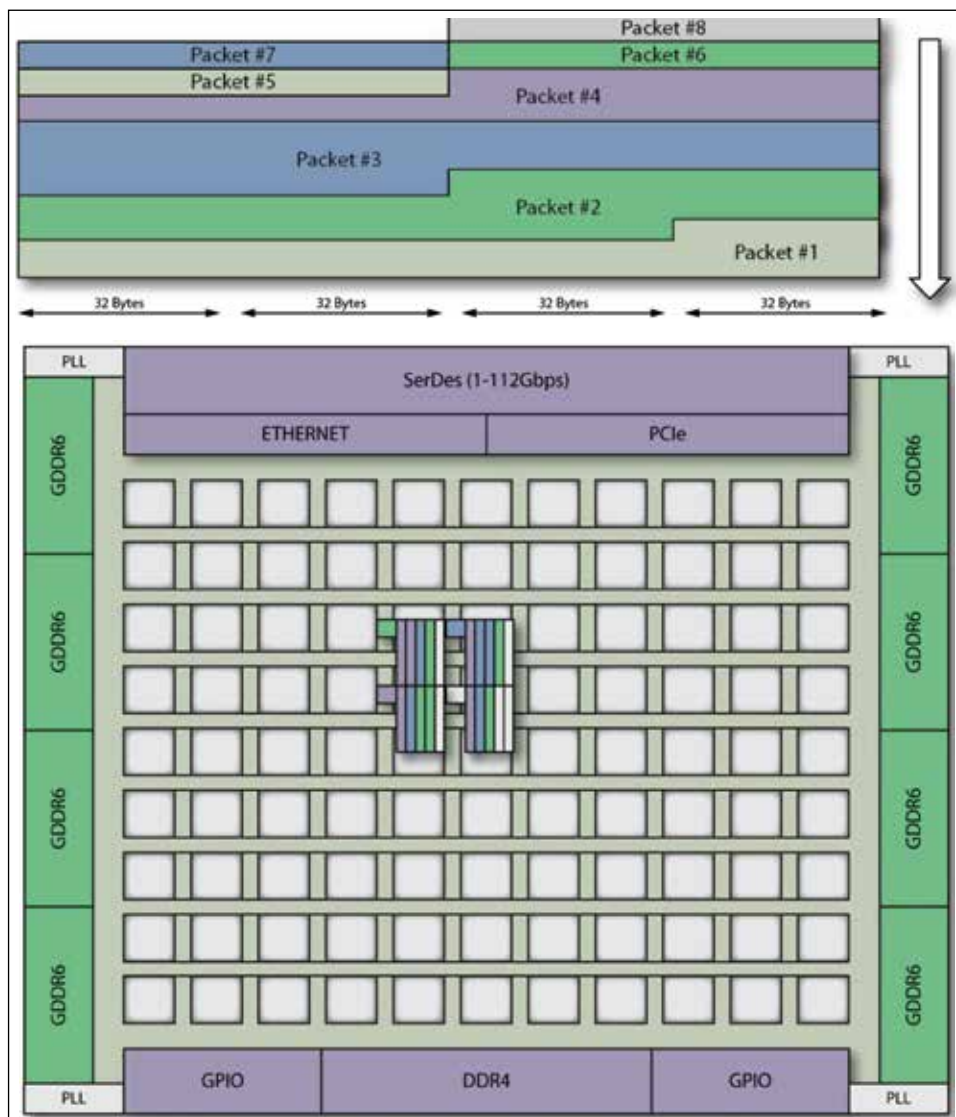 Packet #8
Packet #7
Packet #6
Packet #5
Packet #4
Packet #3
Packet #2
Packet #1
32 Bytes 32 Bytes 32 Bytes 32 Bytes
PLL
SerDes (1-112Gbps)
PLL
ETHERNET
PCIe
GDDR6
GDDR6
GDDR6
GDDR6
GDDR6
GDDR6
GDDR6
GDDR6
GPIO
DDR4
GPIO
PLL
PLL